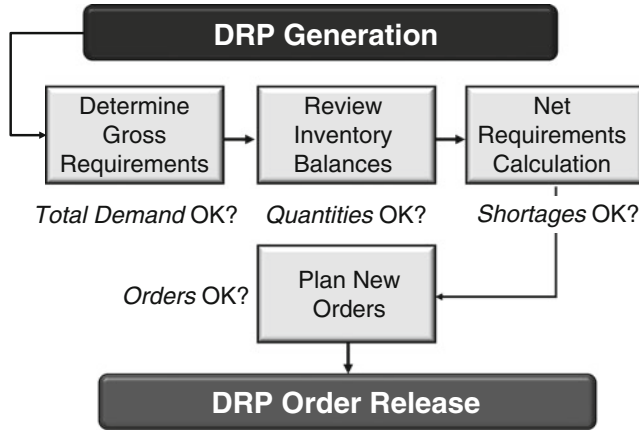 DRP Generation
Determine
Gross
Requirements
Review
Inventory
Balances
Net
Requirements
Calculation
Total Demand OK?
Quantities OK?
Shortages OK?
Orders OK?
Plan New
Orders
DRP Order Release